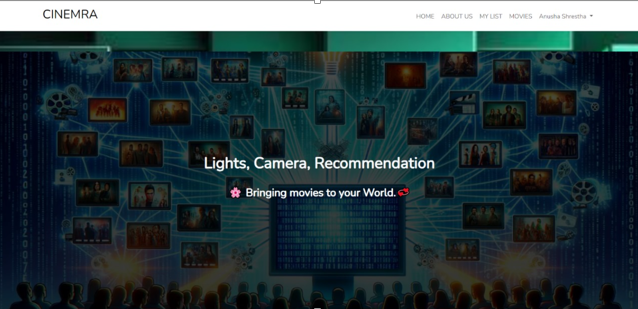 CINEMRA
HOME ABOUT US MY LIST MOVIES Anusha Shrestha
Lights, Camera, Recommendation
🌸 Bringing movies to your World.